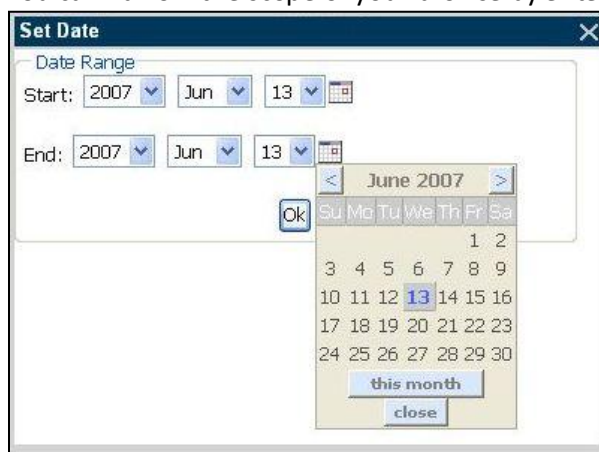 Set Date
Date Range
Start: 2007 Jun 13
End: 2007 Jun 13
< June 2007 >
Ok
Su Mo Tu We Th Fr Sa
1 2
3 4 5 6 7 8 9
10 11 12 13 14 15 16
17 18 19 20 21 22 23
24 25 26 27 28 29 30
this month
close